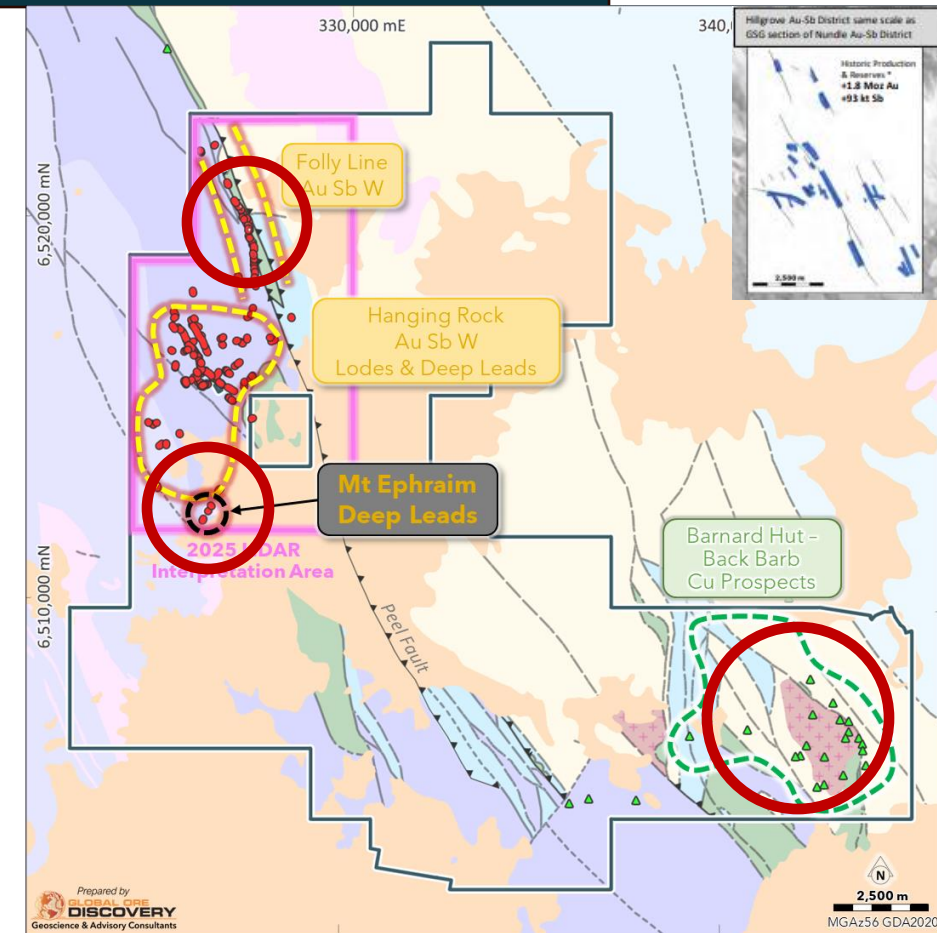 330,000 mE
340,
Hillgrove Au-Sb District same scale as
GSG section of Nundle Au-Sb District
Historic Production
& Reserves *
+1.8 Moz Au
+93 kt Sb
2,500 m
6,520,000 mN
Folly Line
Au Sb W
Hanging Rock
Au Sb W
Lodes & Deep Leads
Mt Ephraim
Deep Leads
2025 LIDAR
Interpretation Area
Barnard Hut –
Back Barb
Cu Prospects
6,510,000 mN
Peel Fault
Prepared by
GLOBAL ORE
DISCOVERY
Geoscience & Advisory Consultants
N
2,500 m
MGAz56 GDA2020